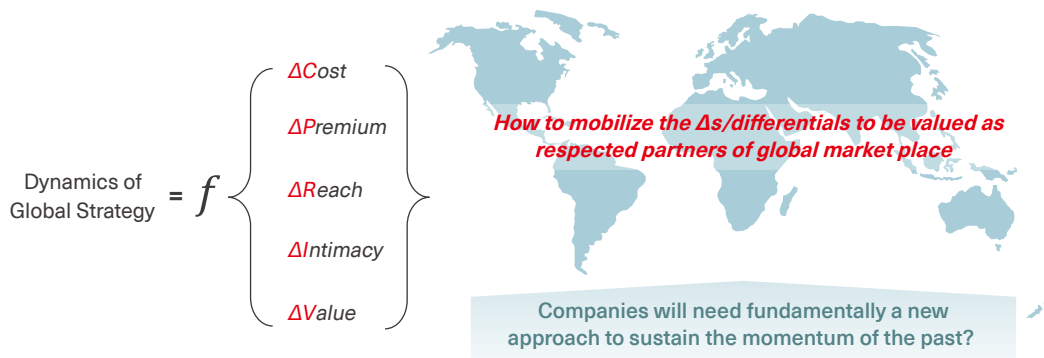 Dynamics of
Global Strategy
= f
ΔCost
ΔPremium
ΔReach
ΔIntimacy
ΔValue
How to mobilize the Δs/differentials to be valued as
respected partners of global market place
Companies will need fundamentally a new
approach to sustain the momentum of the past?